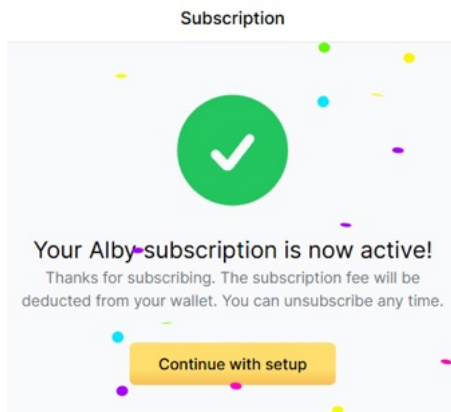 Subscription
Your Alby subscription is now active!
Thanks for subscribing. The subscription fee will be
deducted from your wallet. You can unsubscribe any time.
Continue with setup